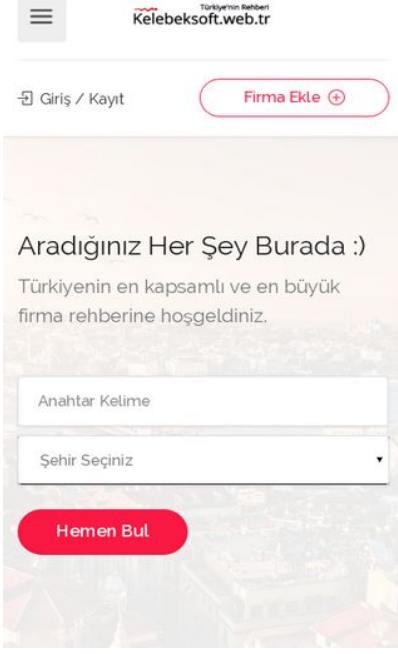 Türkiye'nin Rehberi
Kelebeksoft.web.tr
Giriş / Kayıt
Firma Ekle
Aradığınız Her Şey Burada :)
Türkiyenin en kapsamlı ve en büyük
firma rehberine hoşgeldiniz.
Anahtar Kelime
Şehir Seçiniz
Hemen Bul